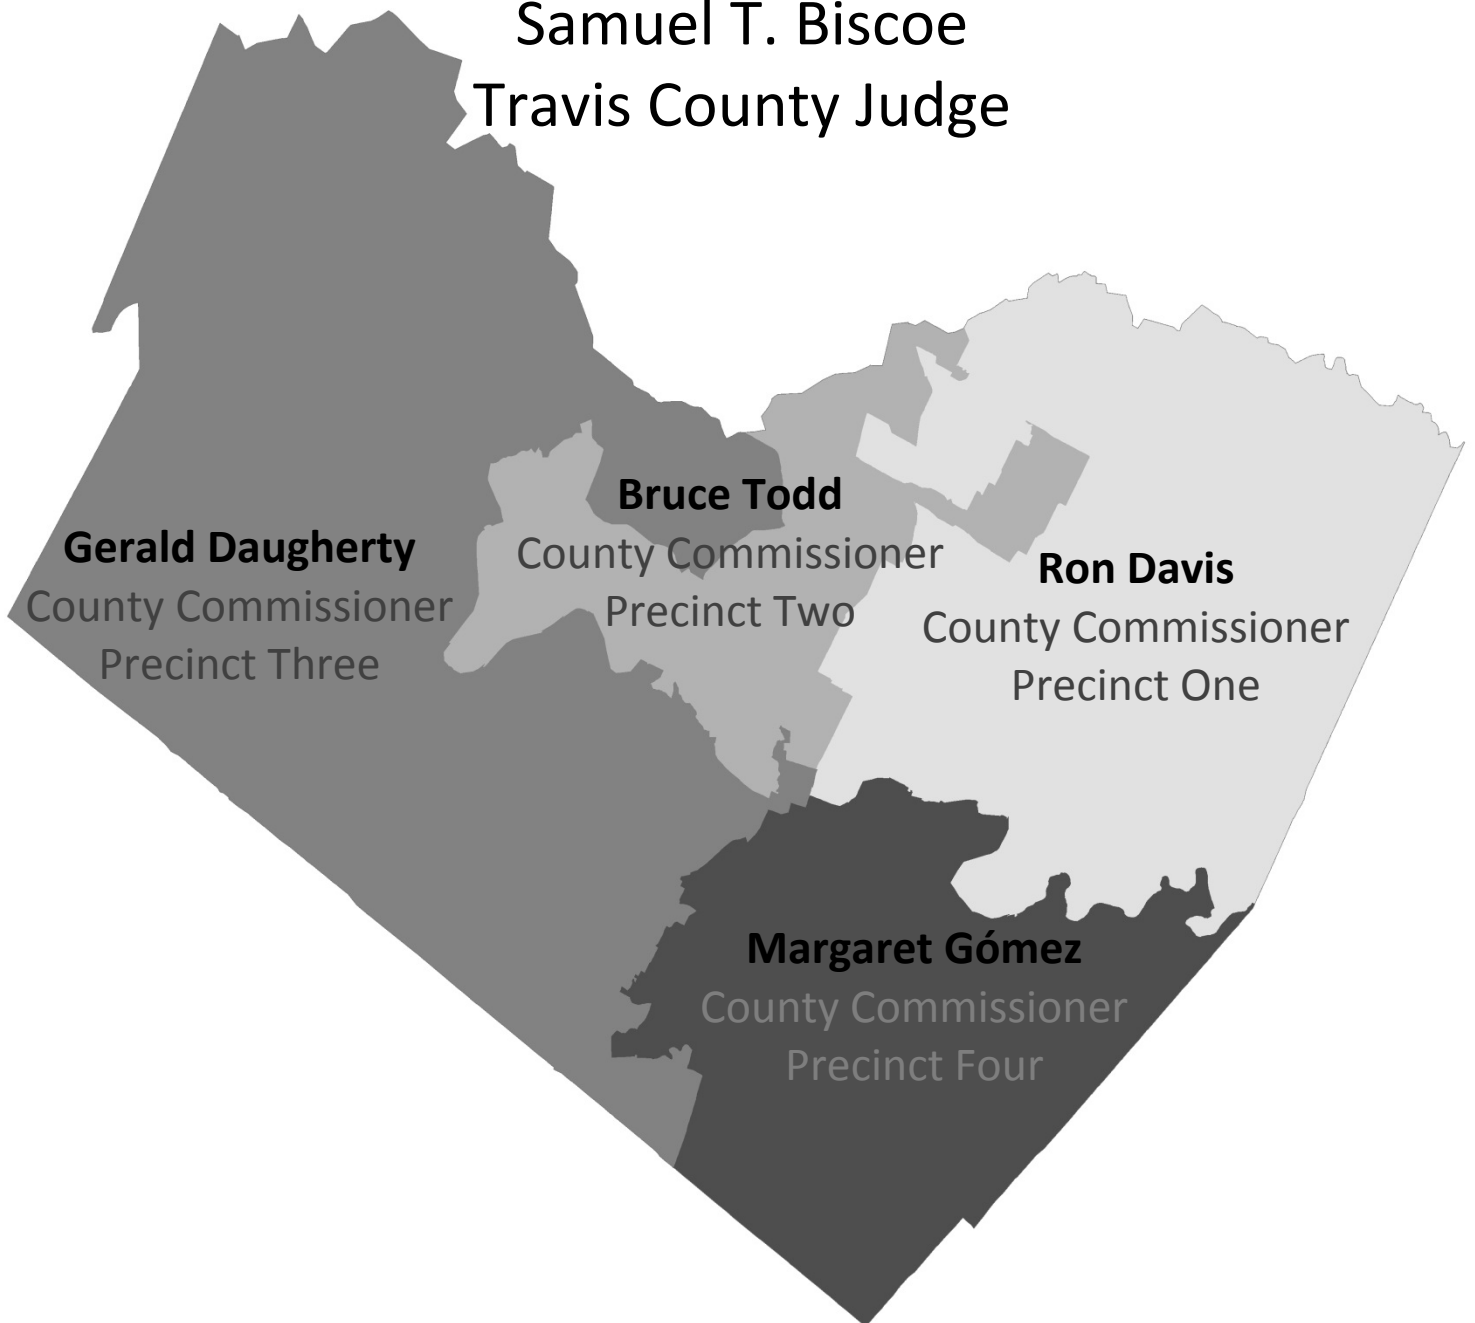 Samuel T. Biscoe
Travis County Judge
Bruce Todd
County Commissioner
Precinct Two
Gerald Daugherty
County Commissioner
Precinct Three
Ron Davis
County Commissioner
Precinct One
Margaret Gómez
County Commissioner
Precinct Four